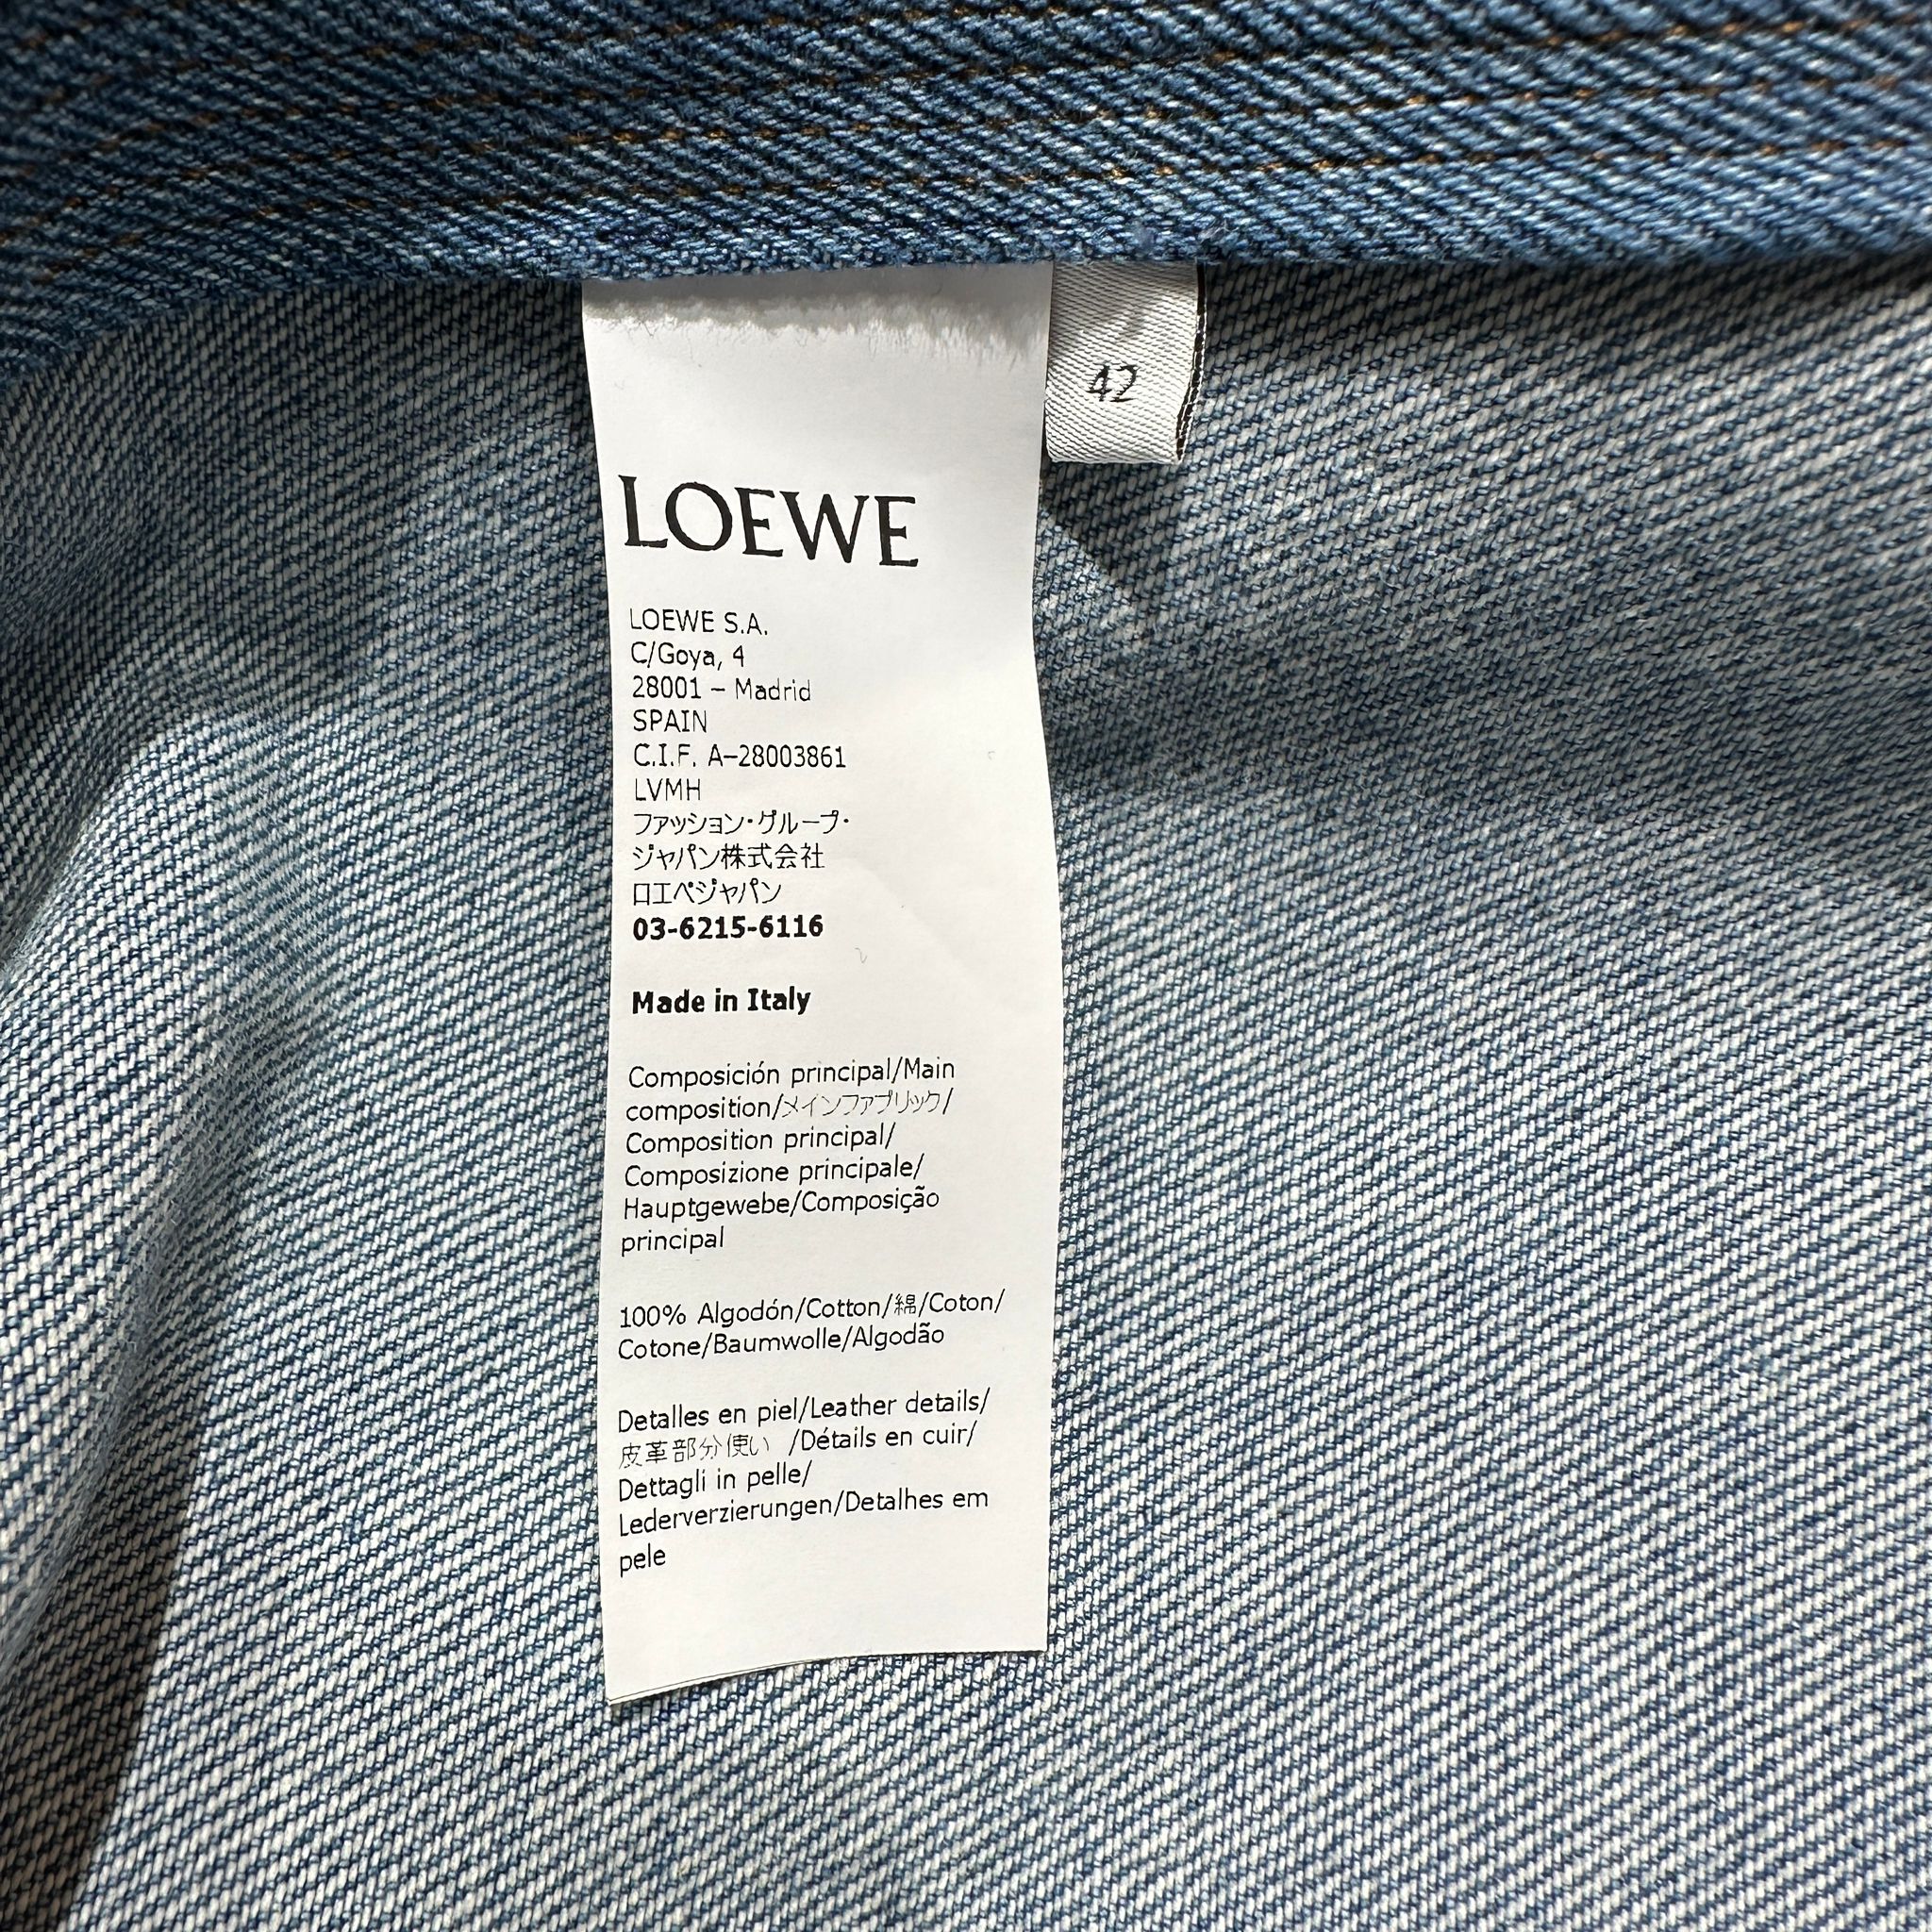 42
LOEWE
LOEWE S.A.
C/Goya, 4
28001 – Madrid
SPAIN
C.I.F. A–28003861
LVMH
ファッション・グループ・
ジャパン株式会社
ロエベジャパン
03-6215-6116
Made in Italy
Composición principal/Main
composition/メインファブリック/
Composition principal/
Composizione principale/
Hauptgewebe/Composição
principal
100% Algodón/Cotton/綿/Coton/
Cotone/Baumwolle/Algodão
Detalles en piel/Leather details/
皮革部分使い /Détails en cuir/
Dettagli in pelle/
Lederverzierungen/Detalhes em
pele